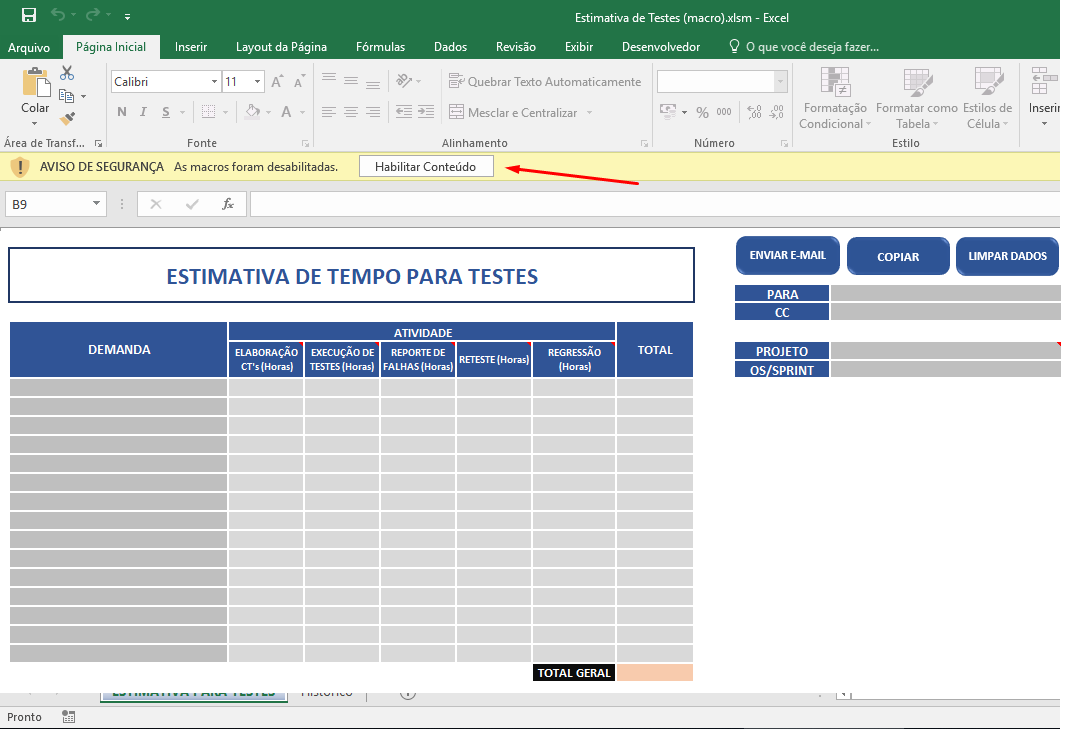 Estimativa de Testes (macro).xlsm - Excel
Arquivo Página Inicial Inserir Layout da Página Fórmulas Dados Revisão Exibir Desenvolvedor O que você deseja fazer...
Calibri 11 Quebrar Texto Automaticamente
Colar N I S A Mesclar e Centralizar % 000 Formatação Condicional Formatar como Tabela Estilos de Célula Inserir
Área de Transf... Fonte Alinhamento Número Estilo
AVISO DE SEGURANÇA As macros foram desabilitadas. Habilitar Conteúdo
B9 fx
ESTIMATIVA DE TEMPO PARA TESTES
ENVIAR E-MAIL COPIAR LIMPAR DADOS
PARA
CC
PROJETO
OS/SPRINT
DEMANDA ATIVIDADE TOTAL
ELABORAÇÃO CT's (Horas) EXECUÇÃO DE TESTES (Horas) REPORTE DE FALHAS (Horas) RETESTE (Horas) REGRESSÃO (Horas)
TOTAL GERAL
ESTIMATIVA PARA TESTES Histórico
Pronto